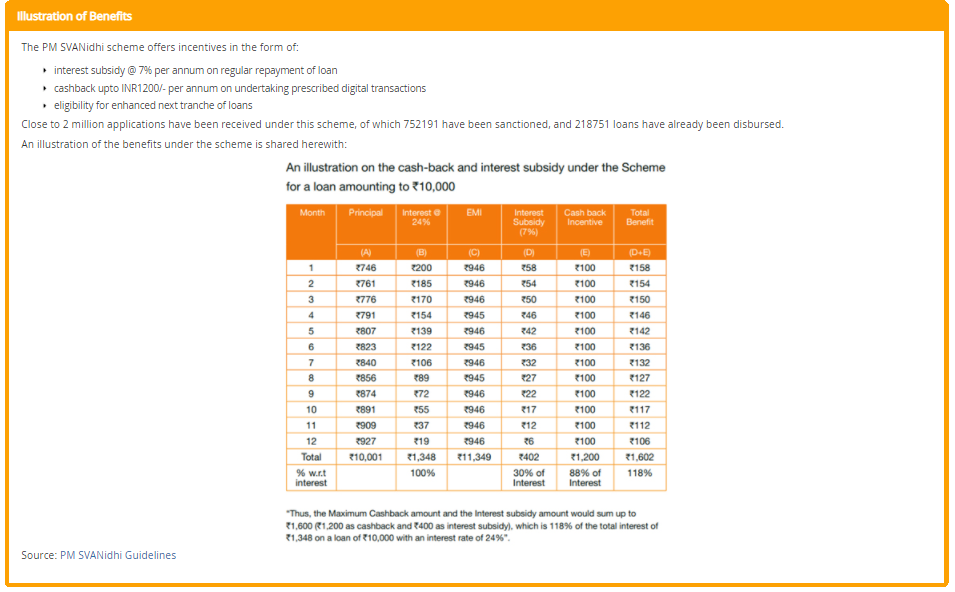 Illustration of Benefits
The PM SVANidhi scheme offers incentives in the form of:
interest subsidy @ 7% per annum on regular repayment of loan
cashback upto INR1200/- per annum on undertaking prescribed digital transactions
eligibility for enhanced next tranche of loans
Close to 2 million applications have been received under this scheme, of which 752191 have been sanctioned, and 218751 loans have already been disbursed.
An illustration of the benefits under the scheme is shared herewith:
An illustration on the cash-back and interest subsidy under the Scheme
for a loan amounting to ₹10,000
Month Principal Interest @ EMI Interest Cash back Total
24% Subsidy Incentive Benefit
(7%)
(A) (B) (C) (D) (E) (D+E)
1 ₹746 ₹200 ₹946 ₹58 ₹100 ₹158
2 ₹761 ₹185 ₹946 ₹54 ₹100 ₹154
3 ₹776 ₹170 ₹946 ₹50 ₹100 ₹150
4 ₹791 ₹154 ₹945 ₹46 ₹100 ₹146
5 ₹807 ₹139 ₹946 ₹42 ₹100 ₹142
6 ₹823 ₹122 ₹945 ₹36 ₹100 ₹136
7 ₹840 ₹106 ₹946 ₹32 ₹100 ₹132
8 ₹856 ₹89 ₹945 ₹27 ₹100 ₹127
9 ₹874 ₹72 ₹946 ₹22 ₹100 ₹122
10 ₹891 ₹55 ₹946 ₹17 ₹100 ₹117
11 ₹909 ₹37 ₹946 ₹12 ₹100 ₹112
12 ₹927 ₹19 ₹946 ₹6 ₹100 ₹106
Total ₹10,001 ₹1,348 ₹11,349 ₹402 ₹1,200 ₹1,602
% w.r.t 100% 30% of 88% of 118%
interest Interest Interest
"Thus, the Maximum Cashback amount and the Interest subsidy amount would sum up to
₹1,600 (₹1,200 as cashback and ₹400 as interest subsidy), which is 118% of the total interest of
₹1,348 on a loan of ₹10,000 with an interest rate of 24%".
Source: PM SVANidhi Guidelines